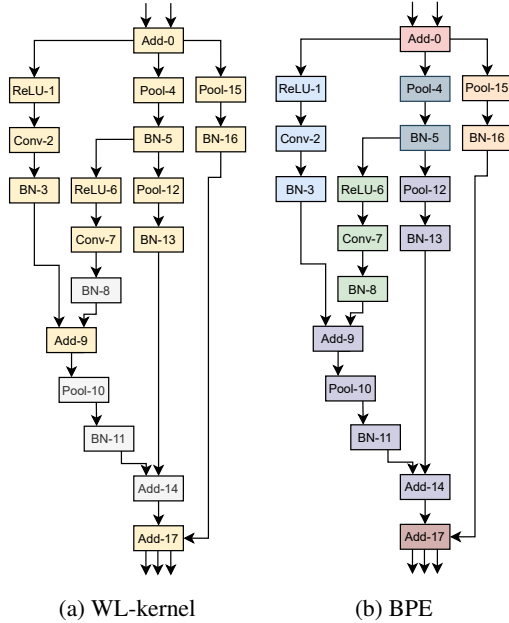 Add-0
ReLU-1
Pool-4
Pool-15
Conv-2
BN-5
BN-16
BN-3
ReLU-6
Pool-12
Conv-7
BN-13
BN-8
Add-9
Pool-10
BN-11
Add-14
Add-17
(a) WL-kernel
Add-0
ReLU-1
Pool-4
Pool-15
Conv-2
BN-5
BN-16
BN-3
ReLU-6
Pool-12
Conv-7
BN-13
BN-8
Add-9
Pool-10
BN-11
Add-14
Add-17
(b) BPE